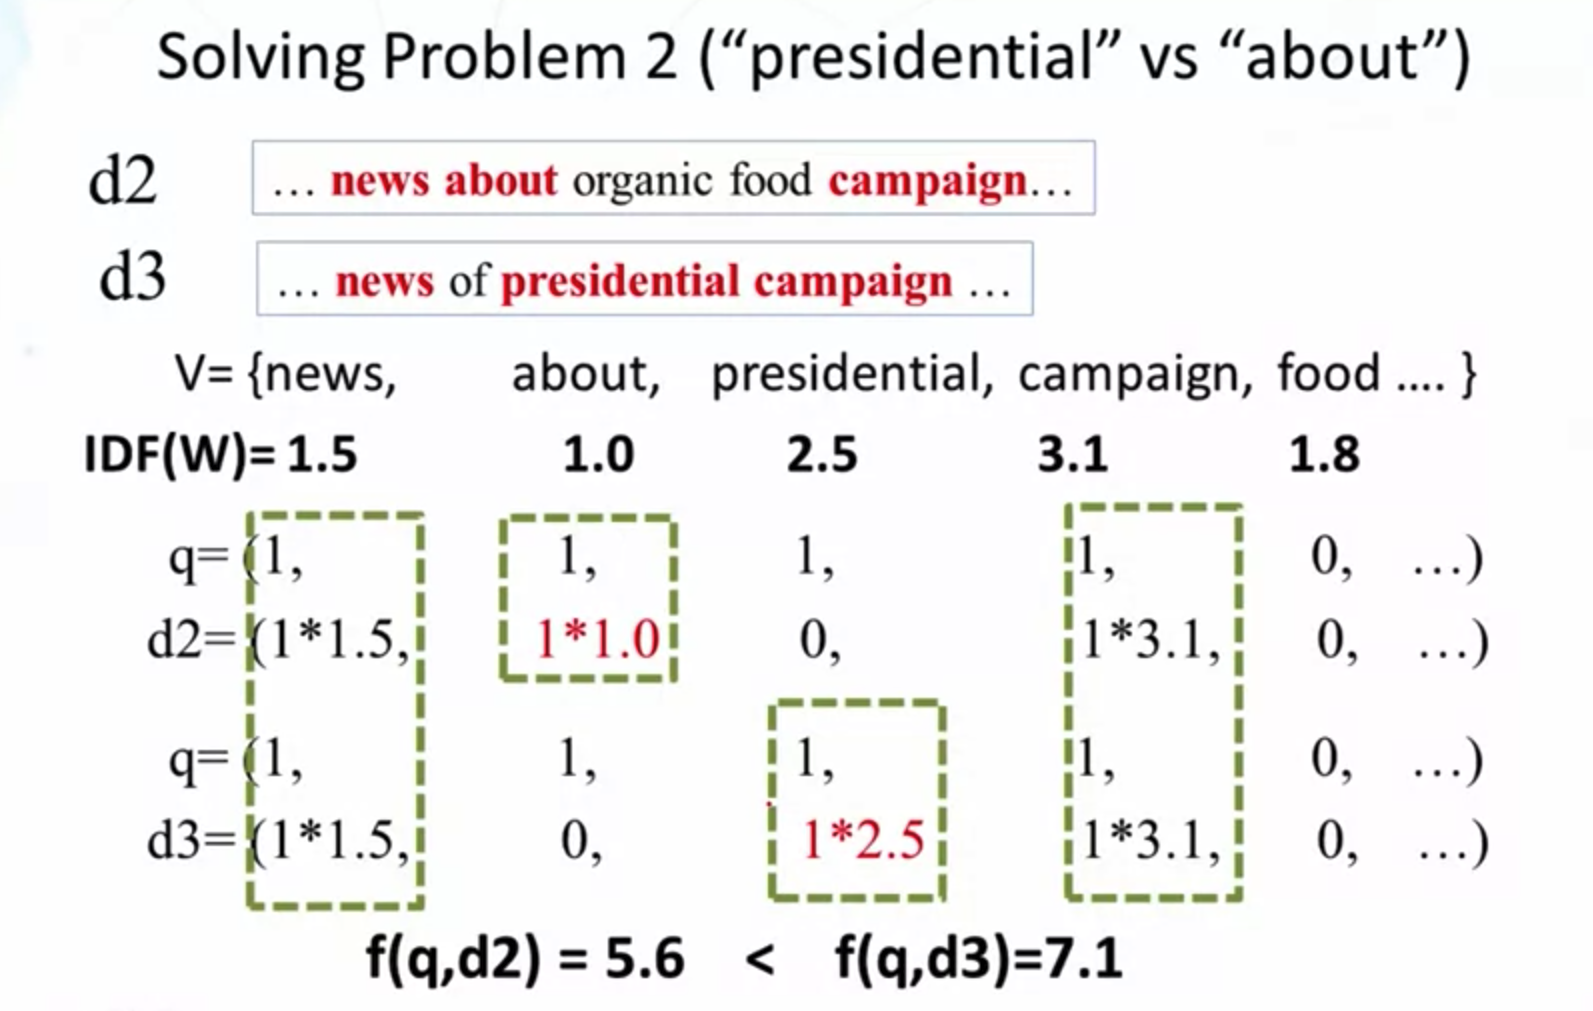 Solving Problem 2 (“presidential” vs “about”)
d2 … news about organic food campaign…
d3 … news of presidential campaign …
V= {news, about, presidential, campaign, food …. }
IDF(W)= 1.5 1.0 2.5 3.1 1.8
q= (1, 1, 1, 1, 0, …)
d2= (1*1.5, 1*1.0 0, 1*3.1, 0, …)
q= (1, 1, 1, 1, 0, …)
d3= (1*1.5, 0, 1*2.5 1*3.1, 0, …)
f(q,d2) = 5.6 < f(q,d3)=7.1